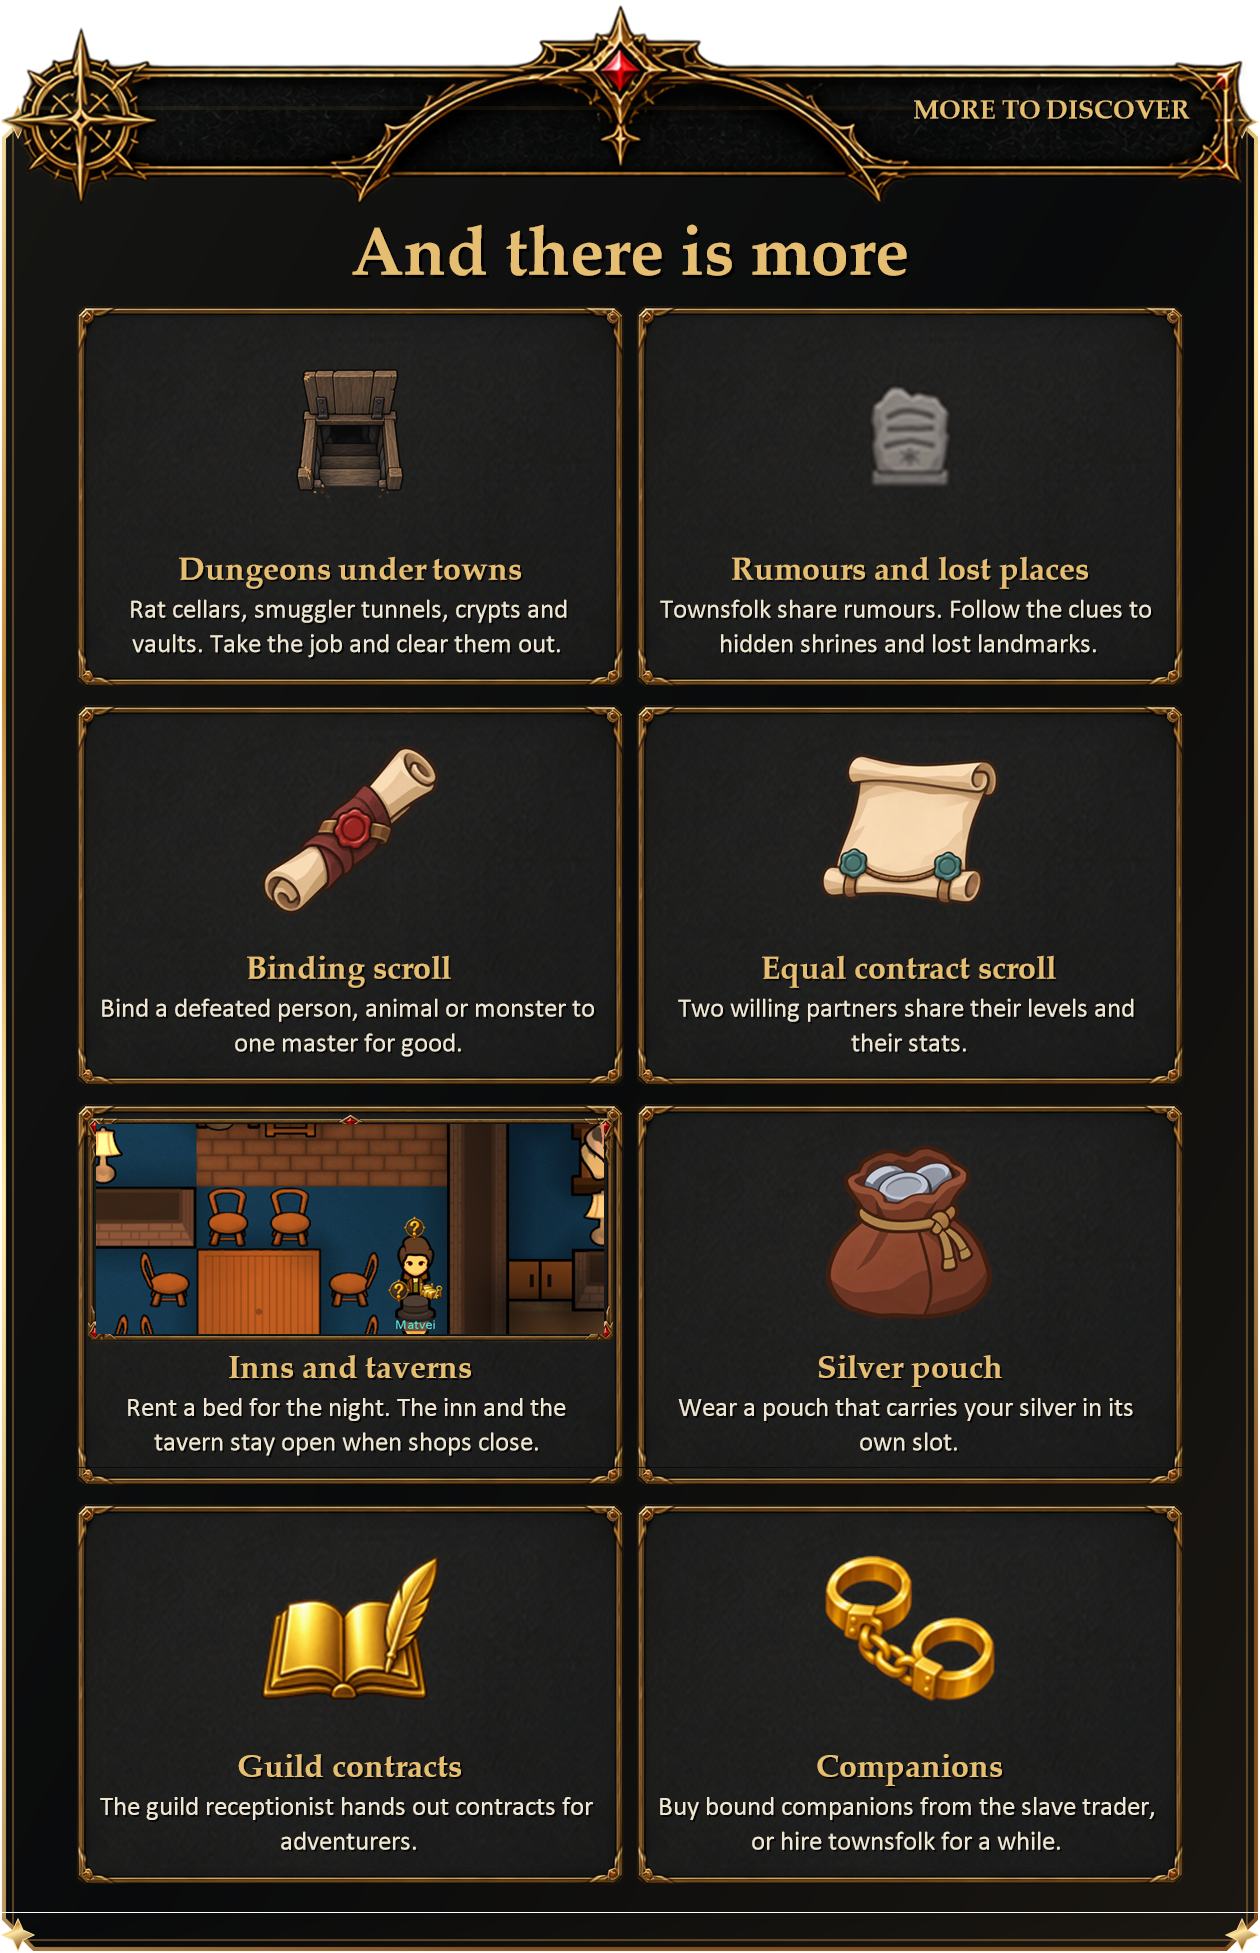 MORE TO DISCOVER
And there is more
Dungeons under towns
Rat cellars, smuggler tunnels, crypts and
vaults. Take the job and clear them out.
Rumours and lost places
Townsfolk share rumours. Follow the clues to
hidden shrines and lost landmarks.
Binding scroll
Bind a defeated person, animal or monster to
one master for good.
Equal contract scroll
Two willing partners share their levels and
their stats.
?
?
Matvei
Inns and taverns
Rent a bed for the night. The inn and the
tavern stay open when shops close.
Silver pouch
Wear a pouch that carries your silver in its
own slot.
Guild contracts
The guild receptionist hands out contracts for
adventurers.
Companions
Buy bound companions from the slave trader,
or hire townsfolk for a while.